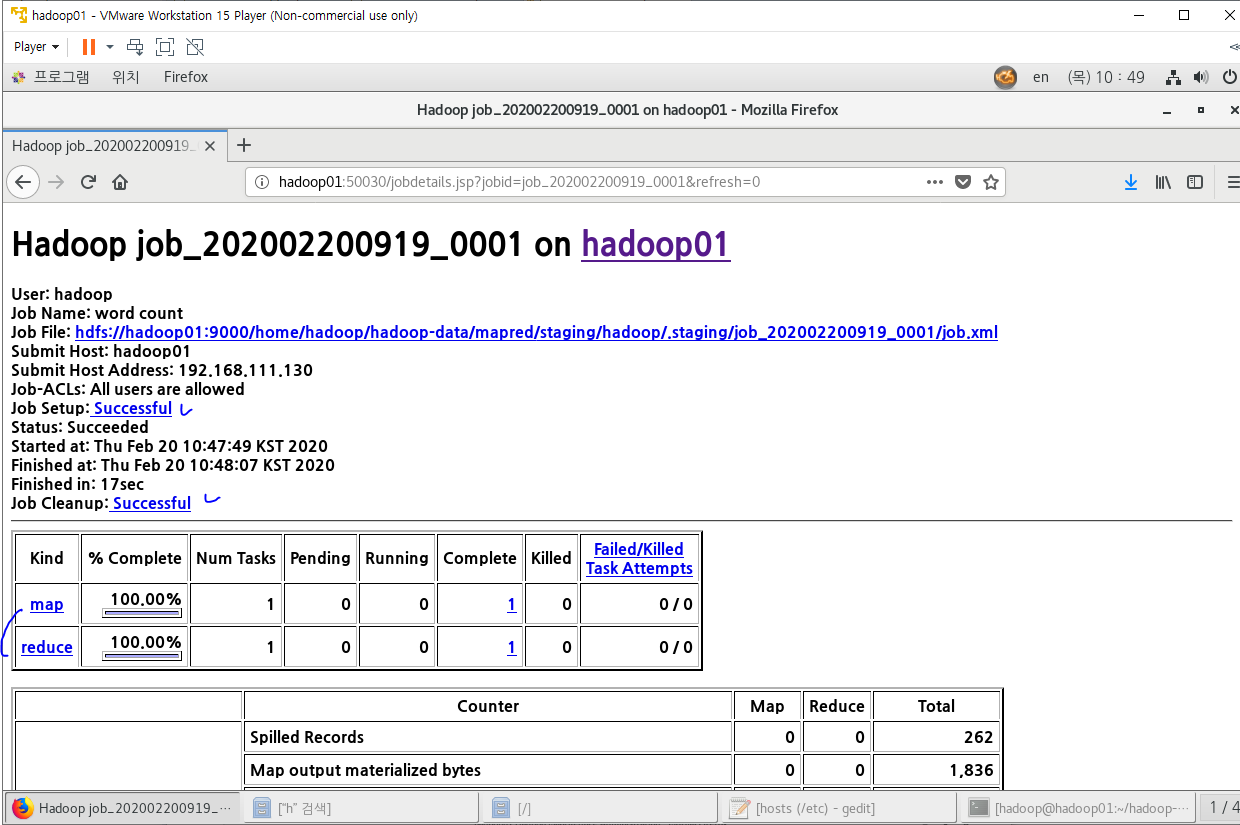 hadoop01 - VMware Workstation 15 Player (Non-commercial use only)
Player
프로그램 위치 Firefox en (목) 10 : 49
Hadoop job_202002200919_0001 on hadoop01 - Mozilla Firefox
Hadoop job_202002200919_
hadoop01:50030/jobdetails.jsp?jobid=job_202002200919_0001&refresh=0
Hadoop job_202002200919_0001 on hadoop01
User: hadoop
Job Name: word count
Job File: hdfs://hadoop01:9000/home/hadoop/hadoop-data/mapred/staging/hadoop/.staging/job_202002200919_0001/job.xml
Submit Host: hadoop01
Submit Host Address: 192.168.111.130
Job-ACLs: All users are allowed
Job Setup: Successful
Status: Succeeded
Started at: Thu Feb 20 10:47:49 KST 2020
Finished at: Thu Feb 20 10:48:07 KST 2020
Finished in: 17sec
Job Cleanup: Successful
Kind % Complete Num Tasks Pending Running Complete Killed Failed/Killed
Task Attempts
map 100.00% 1 0 0 1 0 0 / 0
reduce 100.00% 1 0 0 1 0 0 / 0
Counter Map Reduce Total
Spilled Records 0 0 262
Map output materialized bytes 0 0 1,836
Hadoop job_202002200919_... ["h" 검색] [/] [hosts (/etc) - gedit] [hadoop@hadoop01:~/hadoop-... 1 / 4